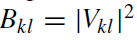 B_{kl} = |V_{kl}|^2